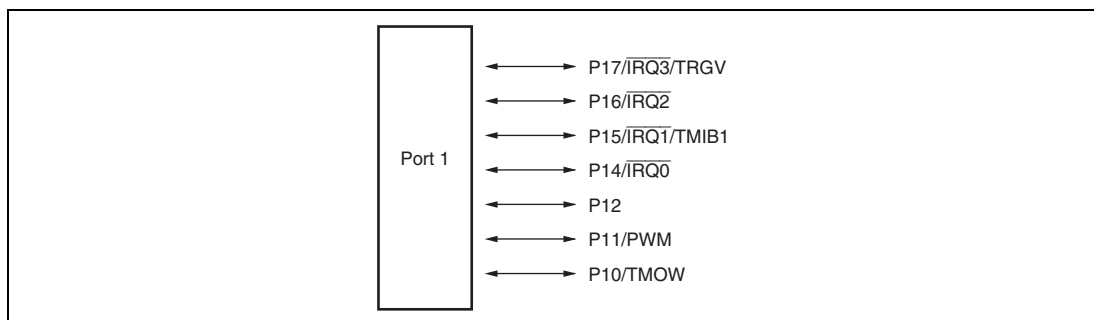 Port 1
P17/IRQ3/TRGV
P16/IRQ2
P15/IRQ1/TMIB1
P14/IRQ0
P12
P11/PWM
P10/TMOW